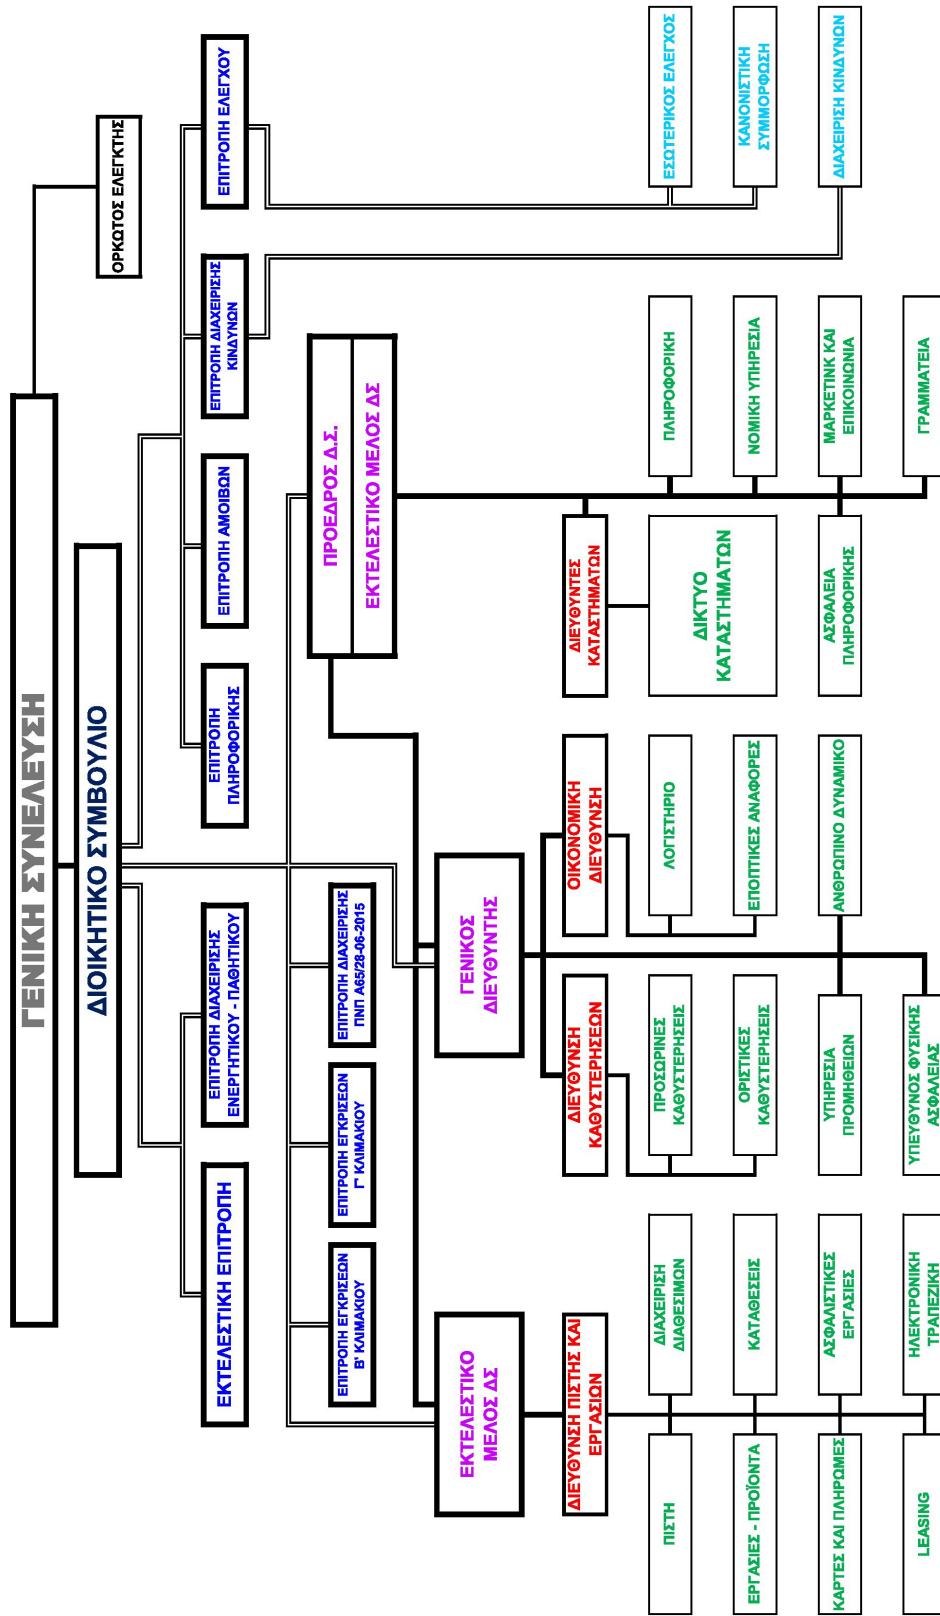 ΓΕΝΙΚΗ ΣΥΝΕΛΕΥΣΗ
ΟΡΚΩΤΟΣ ΕΛΕΓΚΤΗΣ
ΔΙΟΙΚΗΤΙΚΟ ΣΥΜΒΟΥΛΙΟ
ΕΚΤΕΛΕΣΤΙΚΗ ΕΠΙΤΡΟΠΗ
ΕΠΙΤΡΟΠΗ ΔΙΑΧΕΙΡΙΣΗΣ
ΕΝΕΡΓΗΤΙΚΟΥ - ΠΑΘΗΤΙΚΟΥ
ΕΠΙΤΡΟΠΗ
ΠΛΗΡΟΦΟΡΙΚΗΣ
ΕΠΙΤΡΟΠΗ ΑΜΟΙΒΩΝ
ΕΠΙΤΡΟΠΗ ΔΙΑΧΕΙΡΙΣΗΣ
ΚΙΝΔΥΝΩΝ
ΕΠΙΤΡΟΠΗ ΕΛΕΓΧΟΥ
ΕΠΙΤΡΟΠΗ ΕΓΚΡΙΣΕΩΝ
Β' ΚΛΙΜΑΚΙΟΥ
ΕΠΙΤΡΟΠΗ ΕΓΚΡΙΣΕΩΝ
Γ' ΚΛΙΜΑΚΙΟΥ
ΕΠΙΤΡΟΠΗ ΔΙΑΧΕΙΡΙΣΗΣ
ΠΝΠ Α65/28-06-2015
ΠΡΟΕΔΡΟΣ Δ.Σ.
ΕΚΤΕΛΕΣΤΙΚΟ ΜΕΛΟΣ ΔΣ
ΕΚΤΕΛΕΣΤΙΚΟ
ΜΕΛΟΣ ΔΣ
ΓΕΝΙΚΟΣ
ΔΙΕΥΘΥΝΤΗΣ
ΔΙΕΥΘΥΝΣΗ ΠΙΣΤΗΣ ΚΑΙ
ΕΡΓΑΣΙΩΝ
ΔΙΕΥΘΥΝΣΗ
ΚΑΘΥΣΤΕΡΗΣΕΩΝ
ΟΙΚΟΝΟΜΙΚΗ
ΔΙΕΥΘΥΝΣΗ
ΔΙΕΥΘΥΝΤΕΣ
ΚΑΤΑΣΤΗΜΑΤΩΝ
ΠΙΣΤΗ
ΔΙΑΧΕΙΡΙΣΗ
ΔΙΑΘΕΣΙΜΩΝ
ΠΡΟΣΩΡΙΝΕΣ
ΚΑΘΥΣΤΕΡΗΣΕΙΣ
ΛΟΓΙΣΤΗΡΙΟ
ΔΙΚΤΥΟ
ΚΑΤΑΣΤΗΜΑΤΩΝ
ΠΛΗΡΟΦΟΡΙΚΗ
ΕΣΩΤΕΡΙΚΟΣ ΕΛΕΓΧΟΣ
ΕΡΓΑΣΙΕΣ - ΠΡΟΪΟΝΤΑ
ΚΑΤΑΘΕΣΕΙΣ
ΟΡΙΣΤΙΚΕΣ
ΚΑΘΥΣΤΕΡΗΣΕΙΣ
ΕΠΟΠΤΙΚΕΣ ΑΝΑΦΟΡΕΣ
ΝΟΜΙΚΗ ΥΠΗΡΕΣΙΑ
ΚΑΝΟΝΙΣΤΙΚΗ
ΣΥΜΜΟΡΦΩΣΗ
ΚΑΡΤΕΣ ΚΑΙ ΠΛΗΡΩΜΕΣ
ΑΣΦΑΛΙΣΤΙΚΕΣ
ΕΡΓΑΣΙΕΣ
ΥΠΗΡΕΣΙΑ
ΠΡΟΜΗΘΕΙΩΝ
ΑΝΘΡΩΠΙΝΟ ΔΥΝΑΜΙΚΟ
ΑΣΦΑΛΕΙΑ
ΠΛΗΡΟΦΟΡΙΚΗΣ
ΜΑΡΚΕΤΙΝΚ ΚΑΙ
ΕΠΙΚΟΙΝΩΝΙΑ
ΔΙΑΧΕΙΡΙΣΗ ΚΙΝΔΥΝΩΝ
LEASING
ΗΛΕΚΤΡΟΝΙΚΗ
ΤΡΑΠΕΖΙΚΗ
ΥΠΕΥΘΥΝΟΣ ΦΥΣΙΚΗΣ
ΑΣΦΑΛΕΙΑΣ
ΓΡΑΜΜΑΤΕΙΑ